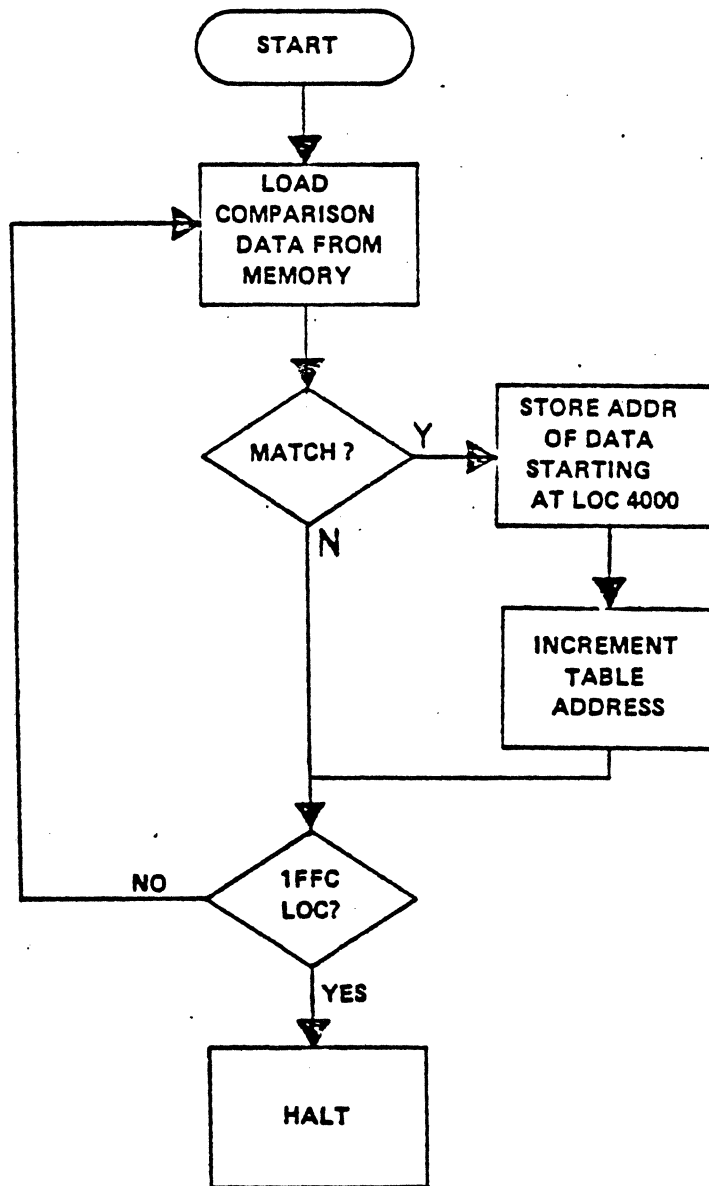 START
LOAD
COMPARISON
DATA FROM
MEMORY
MATCH ?
Y
N
STORE ADDR
OF DATA
STARTING
AT LOC 4000
INCREMENT
TABLE
ADDRESS
1FFC
LOC?
NO
YES
HALT